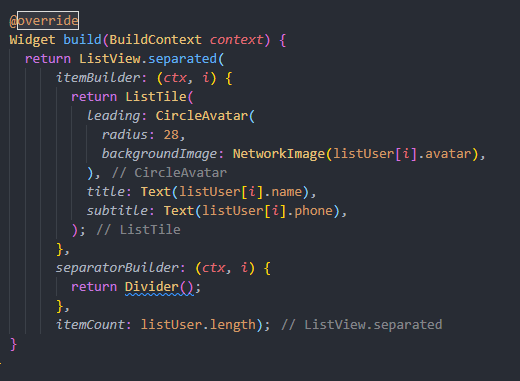 @override
Widget build(BuildContext context) {
  return ListView.separated(
      itemBuilder: (ctx, i) {
        return ListTile(
          leading: CircleAvatar(
            radius: 28,
            backgroundImage: NetworkImage(listUser[i].avatar),
          ), // CircleAvatar
          title: Text(listUser[i].name),
          subtitle: Text(listUser[i].phone),
        ); // ListTile
      },
      separatorBuilder: (ctx, i) {
        return Divider();
      },
      itemCount: listUser.length); // ListView.separated
}